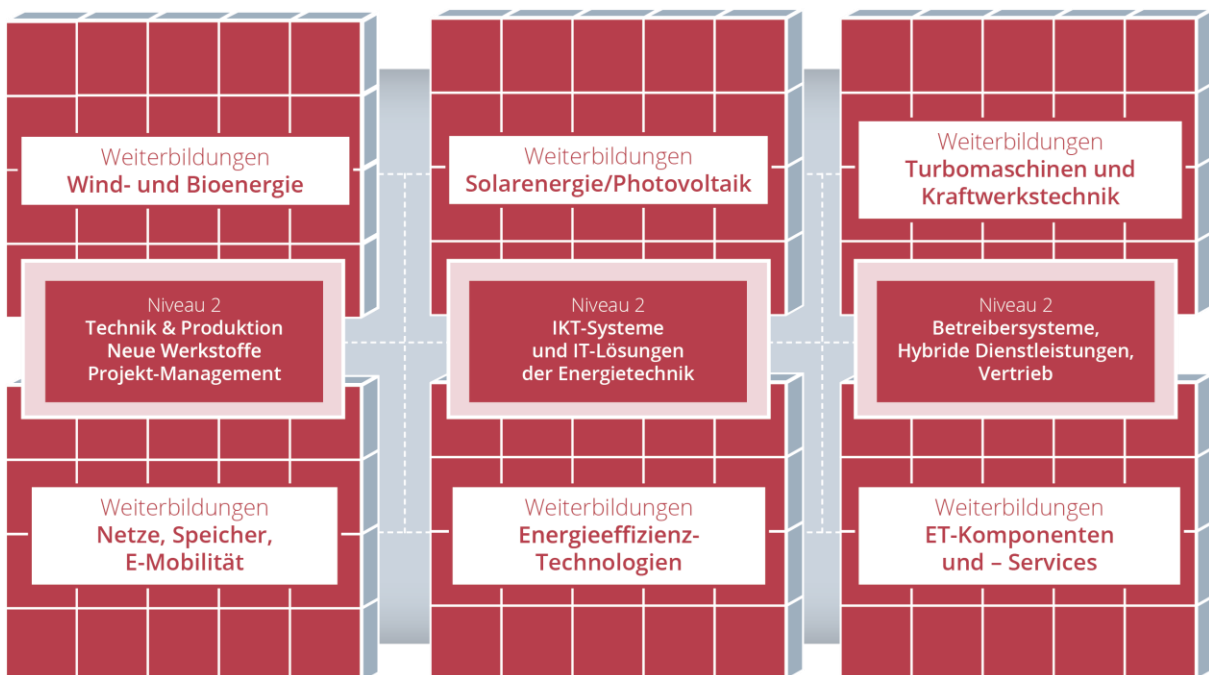 Weiterbildungen
Wind- und Bioenergie
Weiterbildungen
Solarenergie/Photovoltaik
Weiterbildungen
Turbomaschinen und
Kraftwerkstechnik
Niveau 2
Technik & Produktion
Neue Werkstoffe
Projekt-Management
Niveau 2
IKT-Systeme
und IT-Lösungen
der Energietechnik
Niveau 2
Betreibersysteme,
Hybride Dienstleistungen,
Vertrieb
Weiterbildungen
Netze, Speicher,
E-Mobilität
Weiterbildungen
Energieeffizienz-
Technologien
Weiterbildungen
ET-Komponenten
und – Services